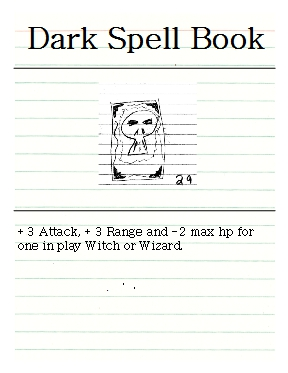 Dark Spell Book
29
+ 3 Attack, + 3 Range and -2 max hp for
one in play Witch or Wizard.